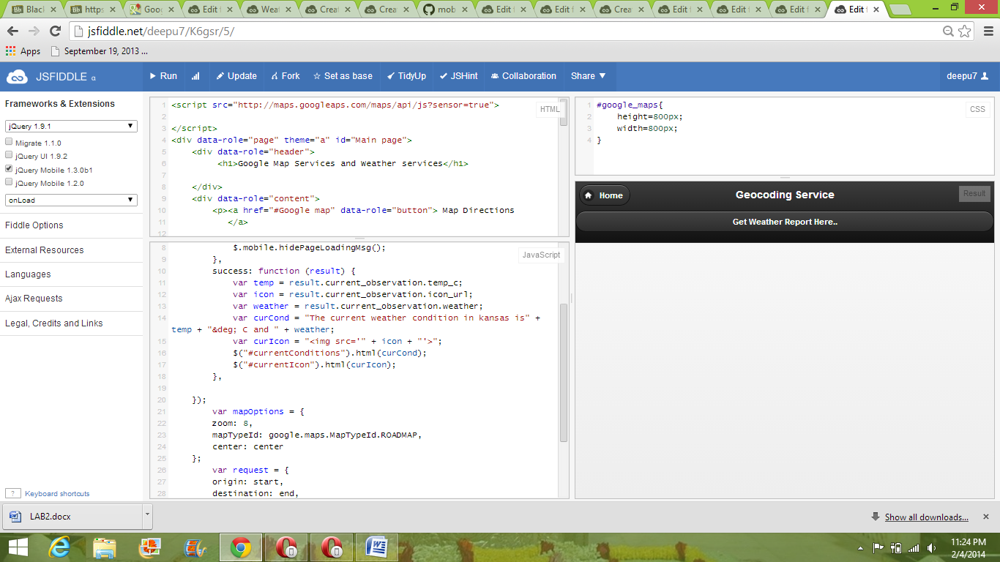 Black
https
Goo
Edit f
Weat
Creat
Crea
mob
Edit f
Edit f
Crea
Edit f
Edit f
Edit f
Edit f
jsfiddle.net/deepu7/K6gsr/5/
Apps
September 19, 2013 ...
JSFIDDLE α
Run
Update
Fork
Set as base
TidyUp
JSHint
Collaboration
Share ▼
deepu7
Frameworks & Extensions
jQuery 1.9.1
Migrate 1.1.0
jQuery UI 1.9.2
jQuery Mobile 1.3.0b1
jQuery Mobile 1.2.0
onLoad
Fiddle Options
External Resources
Languages
Ajax Requests
Legal, Credits and Links
? Keyboard shortcuts
HTML
1 <script src="http://maps.googleaps.com/maps/api/js?sensor=true">
2
3 </script>
4 <div data-role="page" theme="a" id="Main page">
5 <div data-role="header">
6 <h1>Google Map Services and Weather services</h1>
7
8 </div>
9 <div data-role="content">
10 <p><a href="#Google map" data-role="button"> Map Directions
11 </a>
12
JavaScript
8 $.mobile.hidePageLoadingMsg();
9 },
10 success: function (result) {
11 var temp = result.current_observation.temp_c;
12 var icon = result.current_observation.icon_url;
13 var weather = result.current_observation.weather;
14 var curCond = "The current weather condition in kansas is" +
temp + "&deg; C and " + weather;
15 var curIcon = "<img src='" + icon + "'>";
16 $("#currentConditions").html(curCond);
17 $("#currentIcon").html(curIcon);
18 },
19
20 });
21 var mapOptions = {
22 zoom: 8,
23 mapTypeId: google.maps.MapTypeId.ROADMAP,
24 center: center
25 };
26 var request = {
27 origin: start,
28 destination: end,
CSS
1 #google_maps{
2 height=800px;
3 width=800px;
4 }
Home
Geocoding Service
Result
Get Weather Report Here..
LAB2.docx
Show all downloads...
11:24 PM
2/4/2014